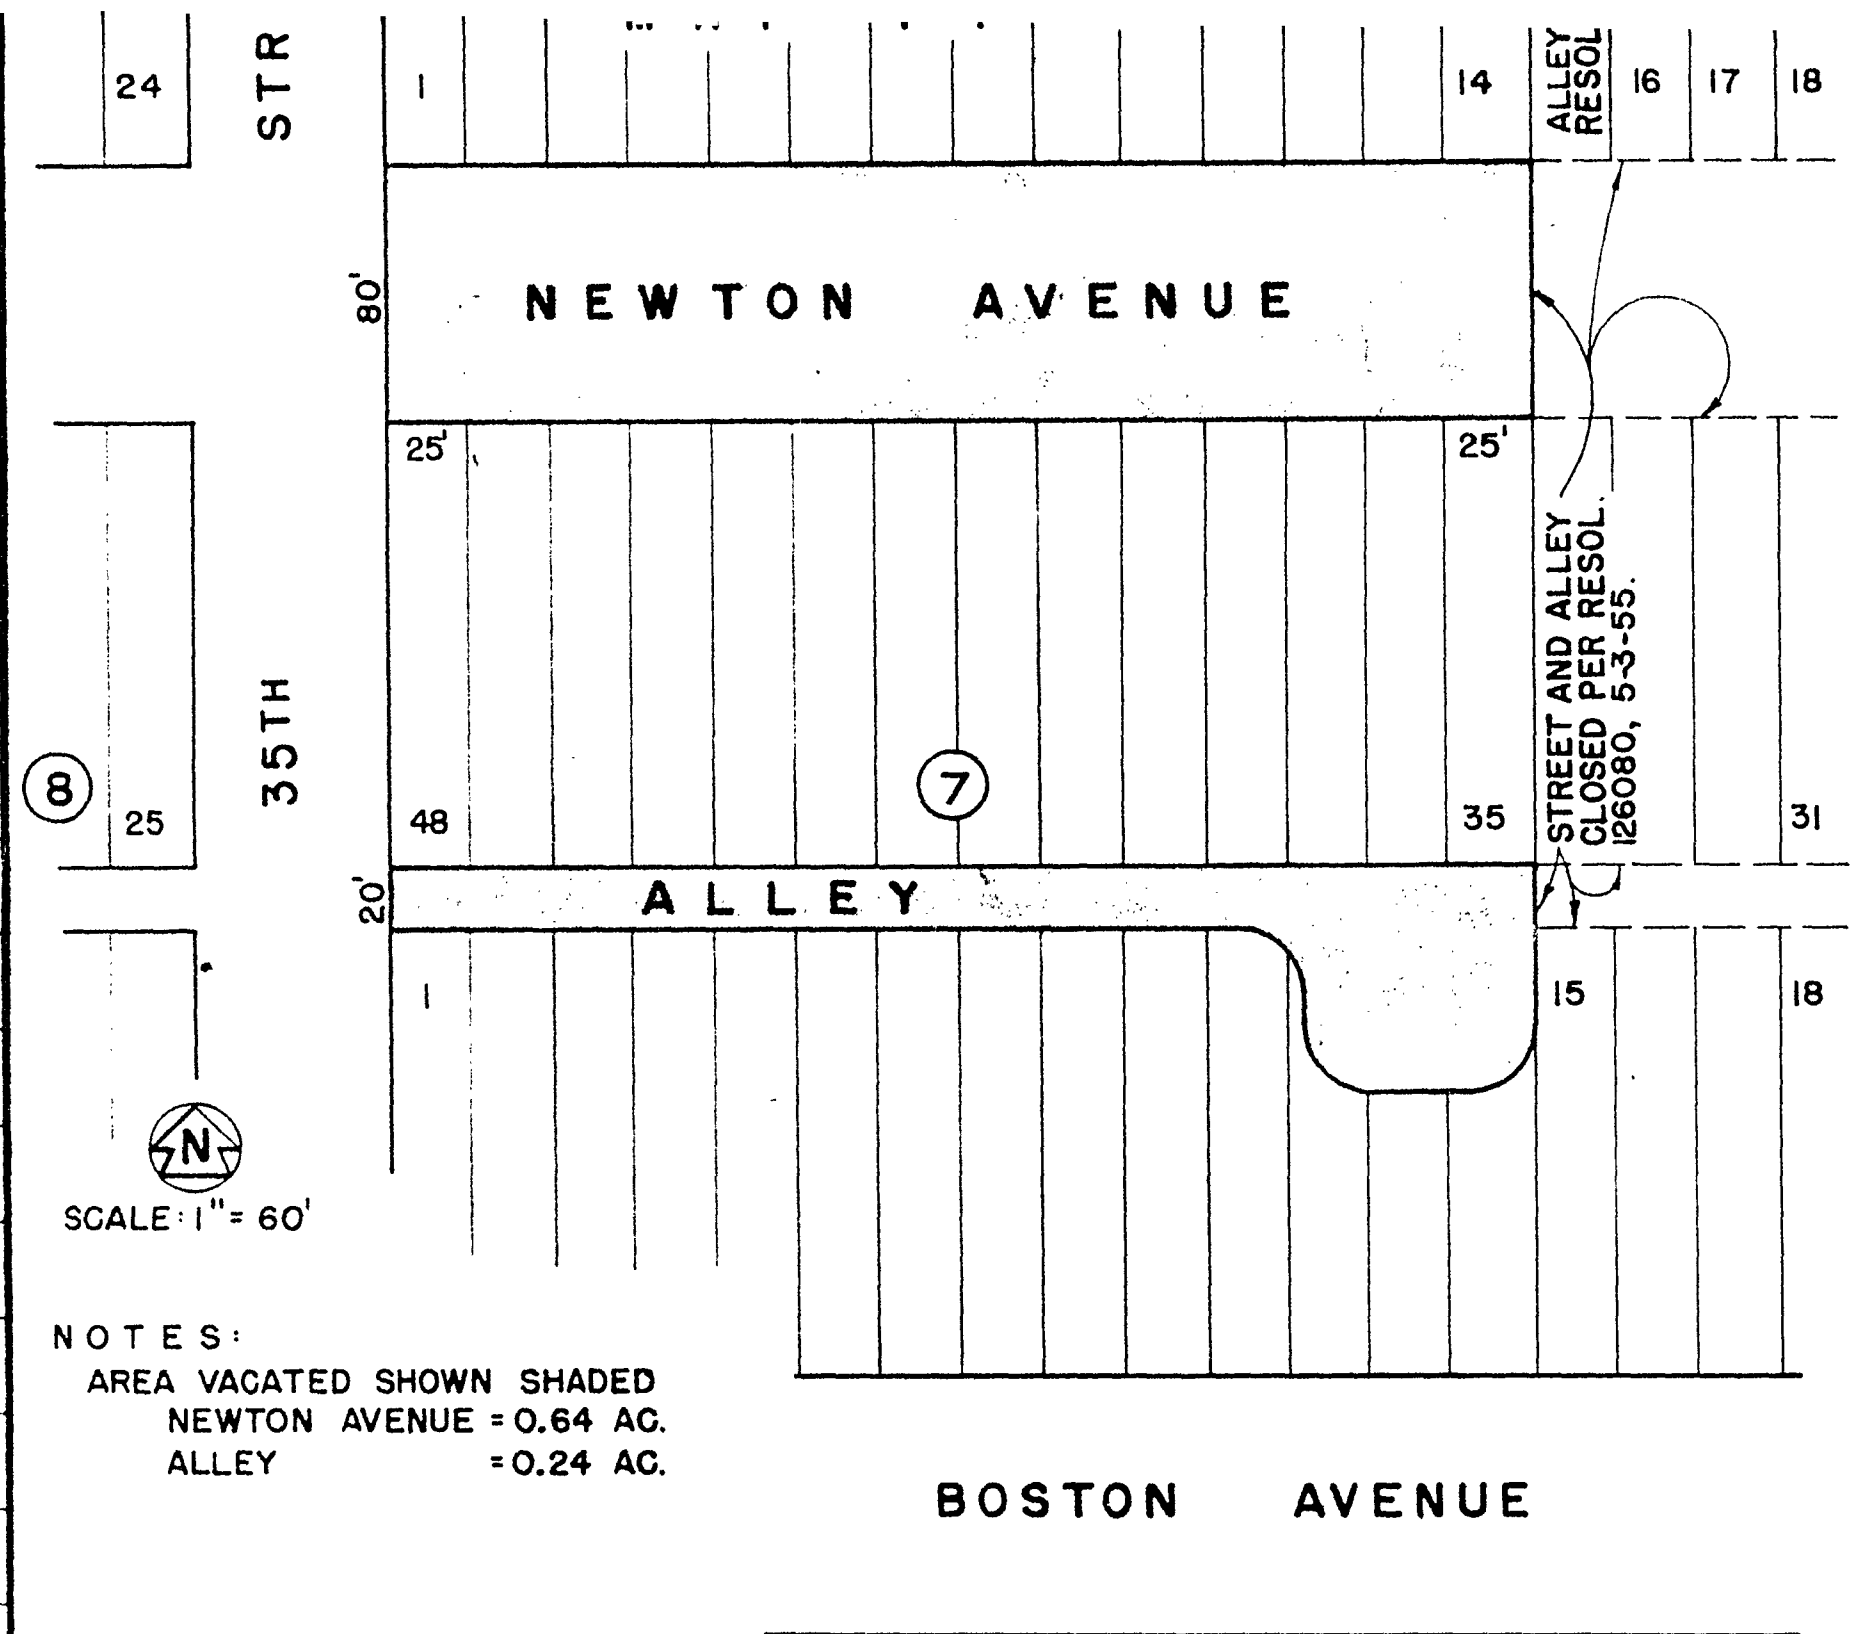 24
STR
1
14
ALLEY
RESOL
16
17
18
80'
NEWTON AVENUE
25'
25'
STREET AND ALLEY
CLOSED PER RESOL.
126080, 5-3-55.
35TH
8
25
48
7
35
31
20'
ALLEY
1
15
18
N
SCALE: 1" = 60'
NOTES:
AREA VACATED SHOWN SHADED
NEWTON AVENUE = 0.64 AC.
ALLEY = 0.24 AC.
BOSTON AVENUE